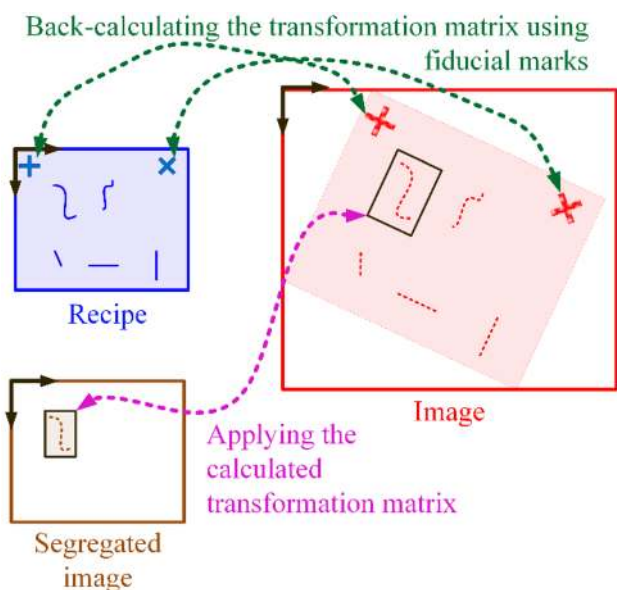 Back-calculating the transformation matrix using
fiducial marks
Recipe
Image
Applying the
calculated
transformation matrix
Segregated
image